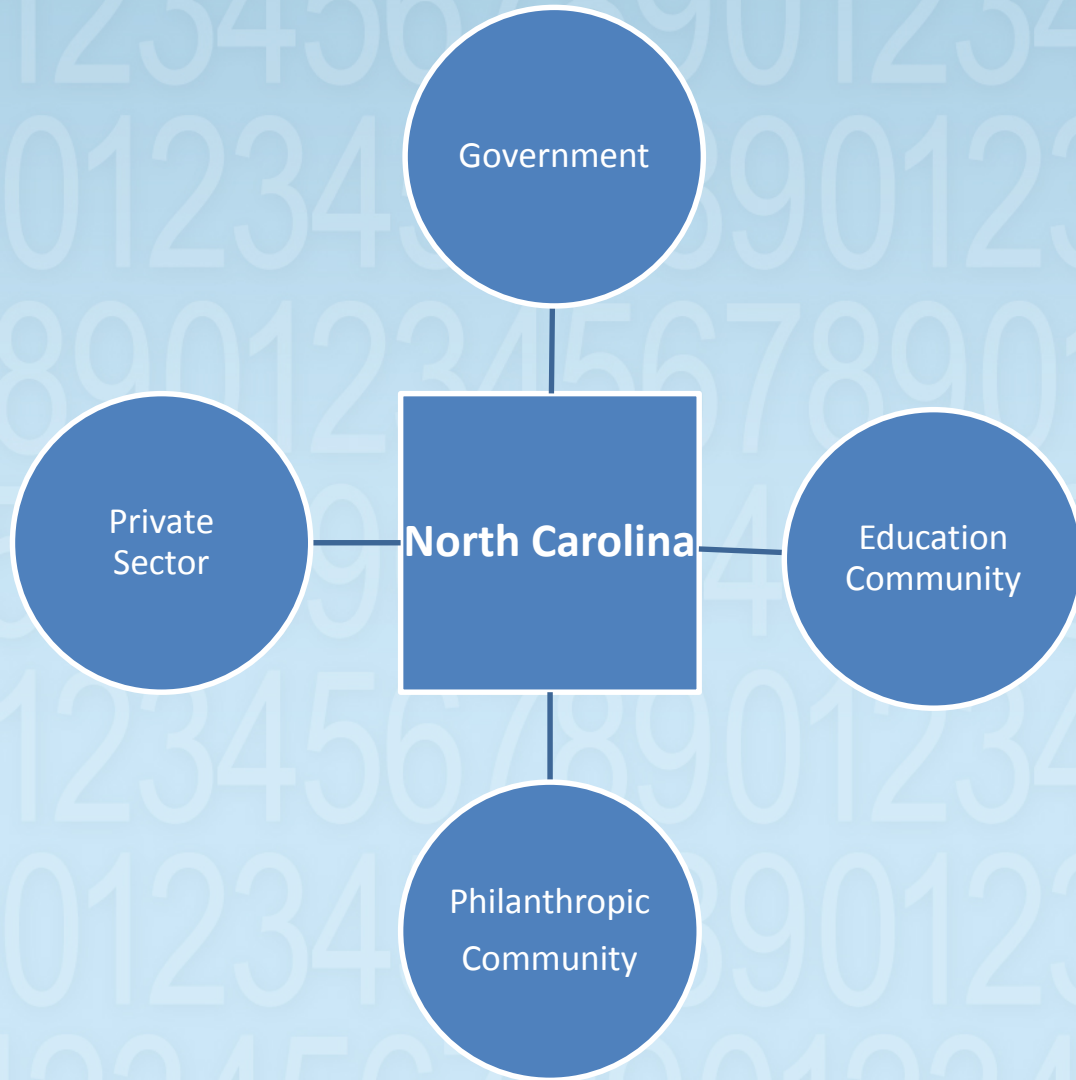 Government
Private
Sector
North Carolina
Education
Community
Philanthropic
Community